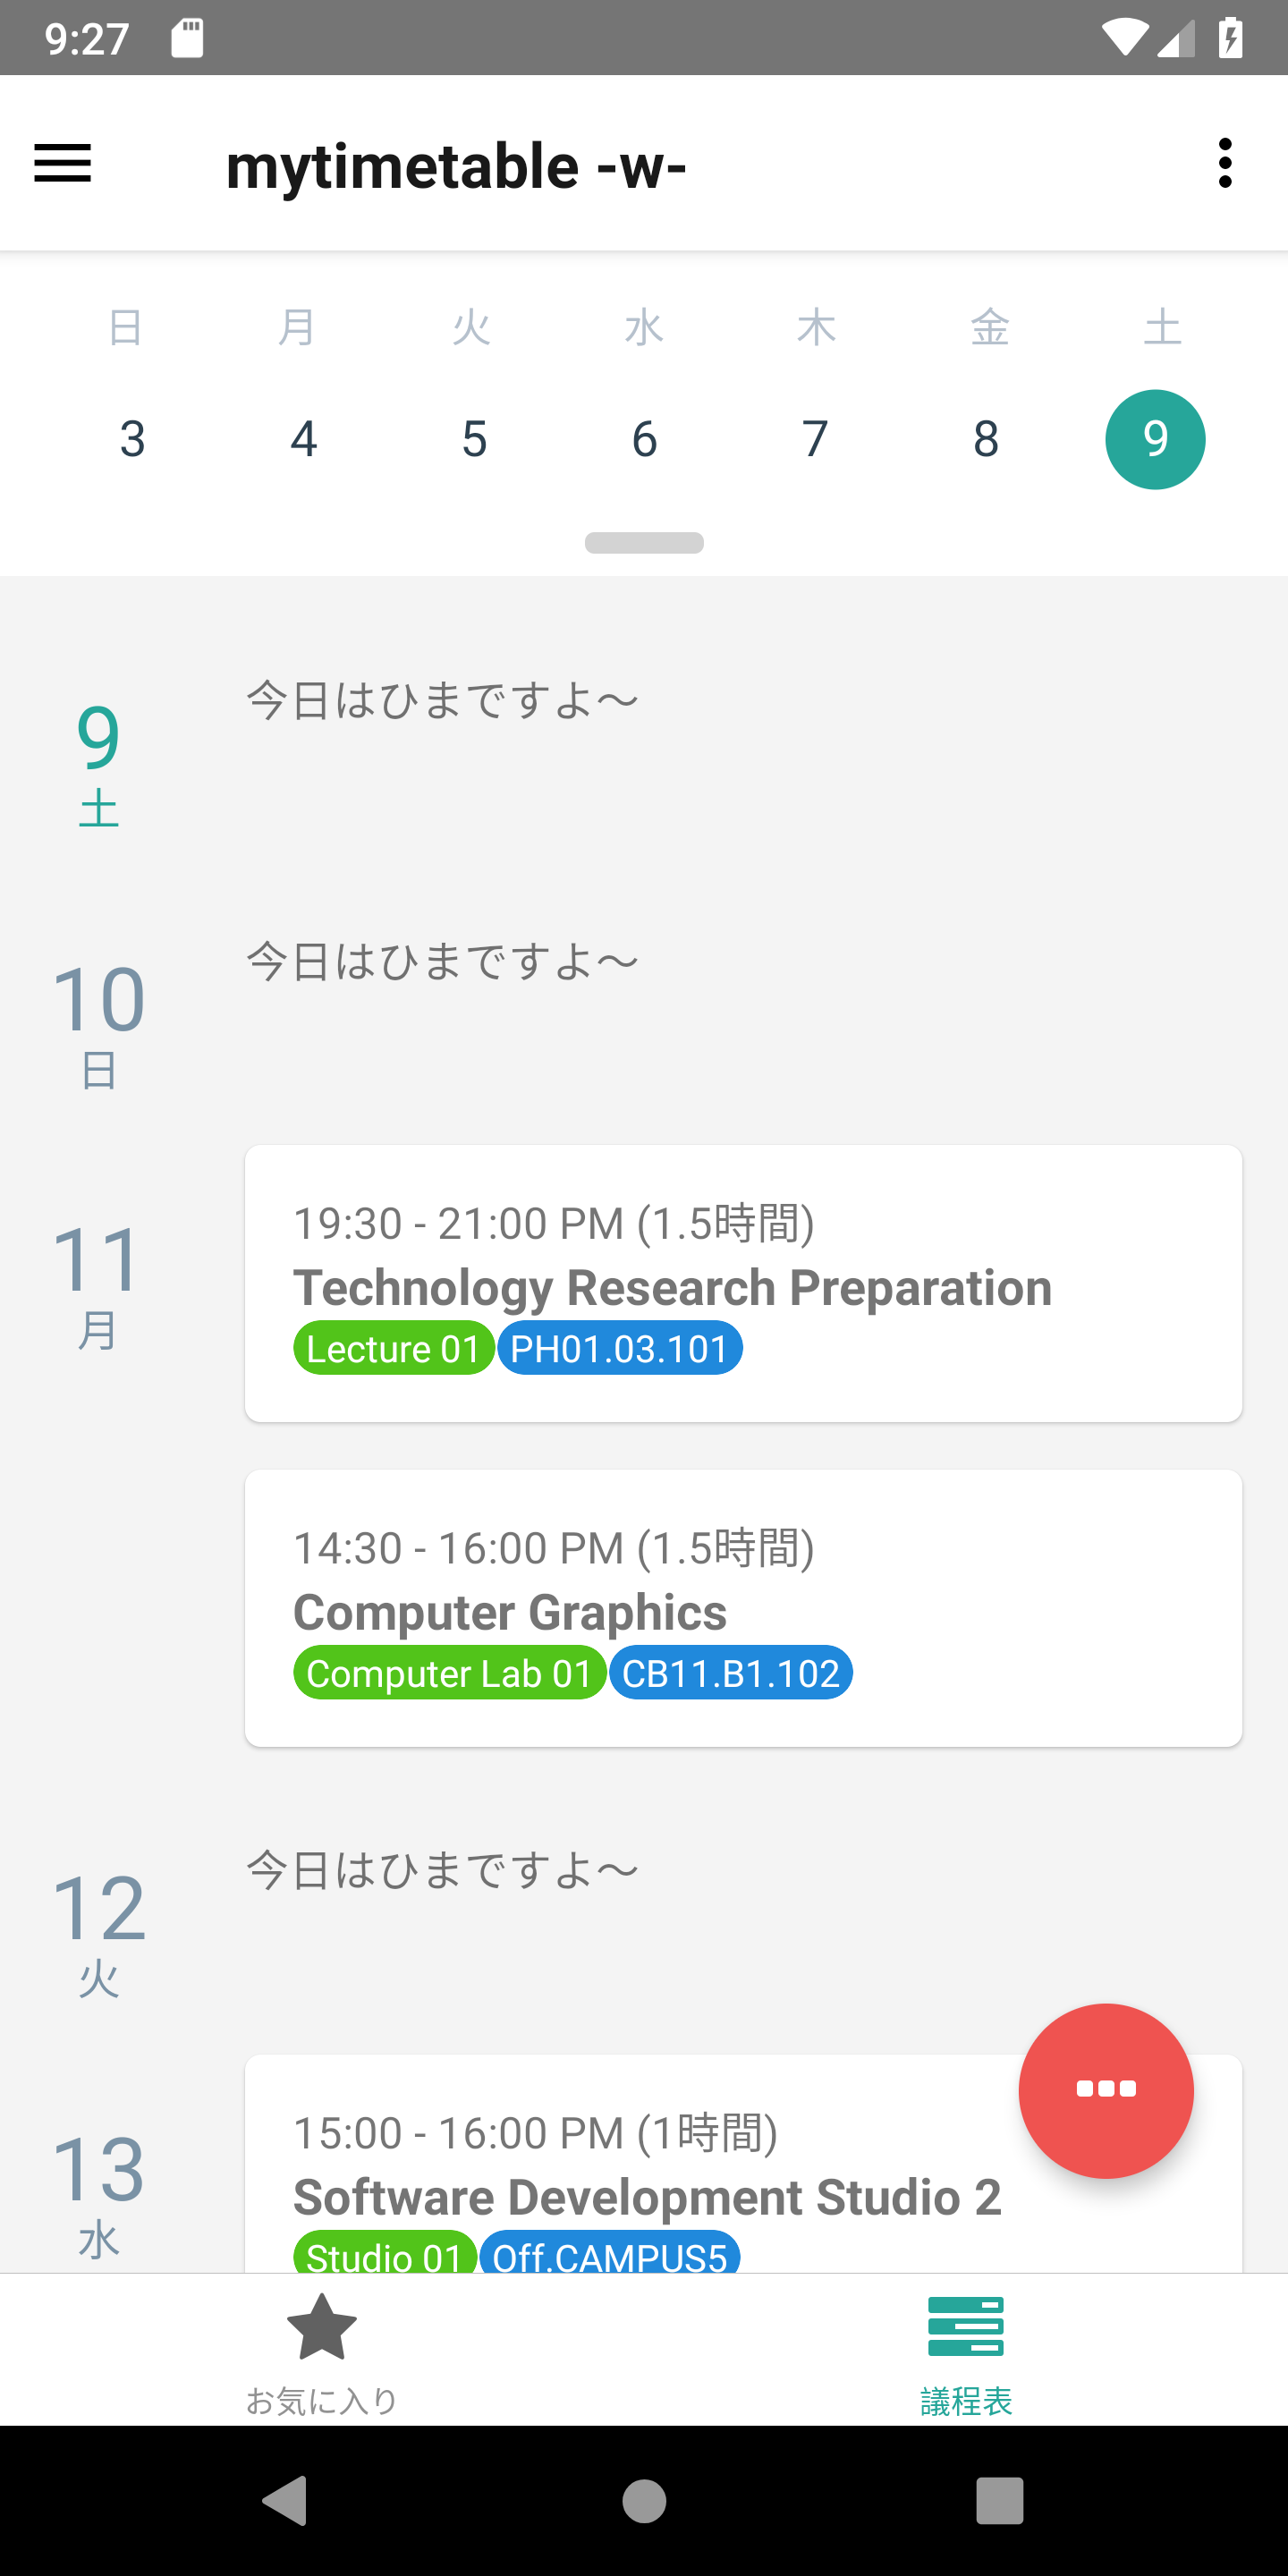 9:27
mytimetable -w-
日 月 火 水 木 金 土
3 4 5 6 7 8 9
今日はひまですよ〜
9
土
今日はひまですよ〜
10
日
11
月
19:30 - 21:00 PM (1.5時間)
Technology Research Preparation
Lecture 01 PH01.03.101
14:30 - 16:00 PM (1.5時間)
Computer Graphics
Computer Lab 01 CB11.B1.102
今日はひまですよ〜
12
火
13
水
15:00 - 16:00 PM (1時間)
Software Development Studio 2
Studio 01 Off.CAMPUS5
お気に入り 議程表